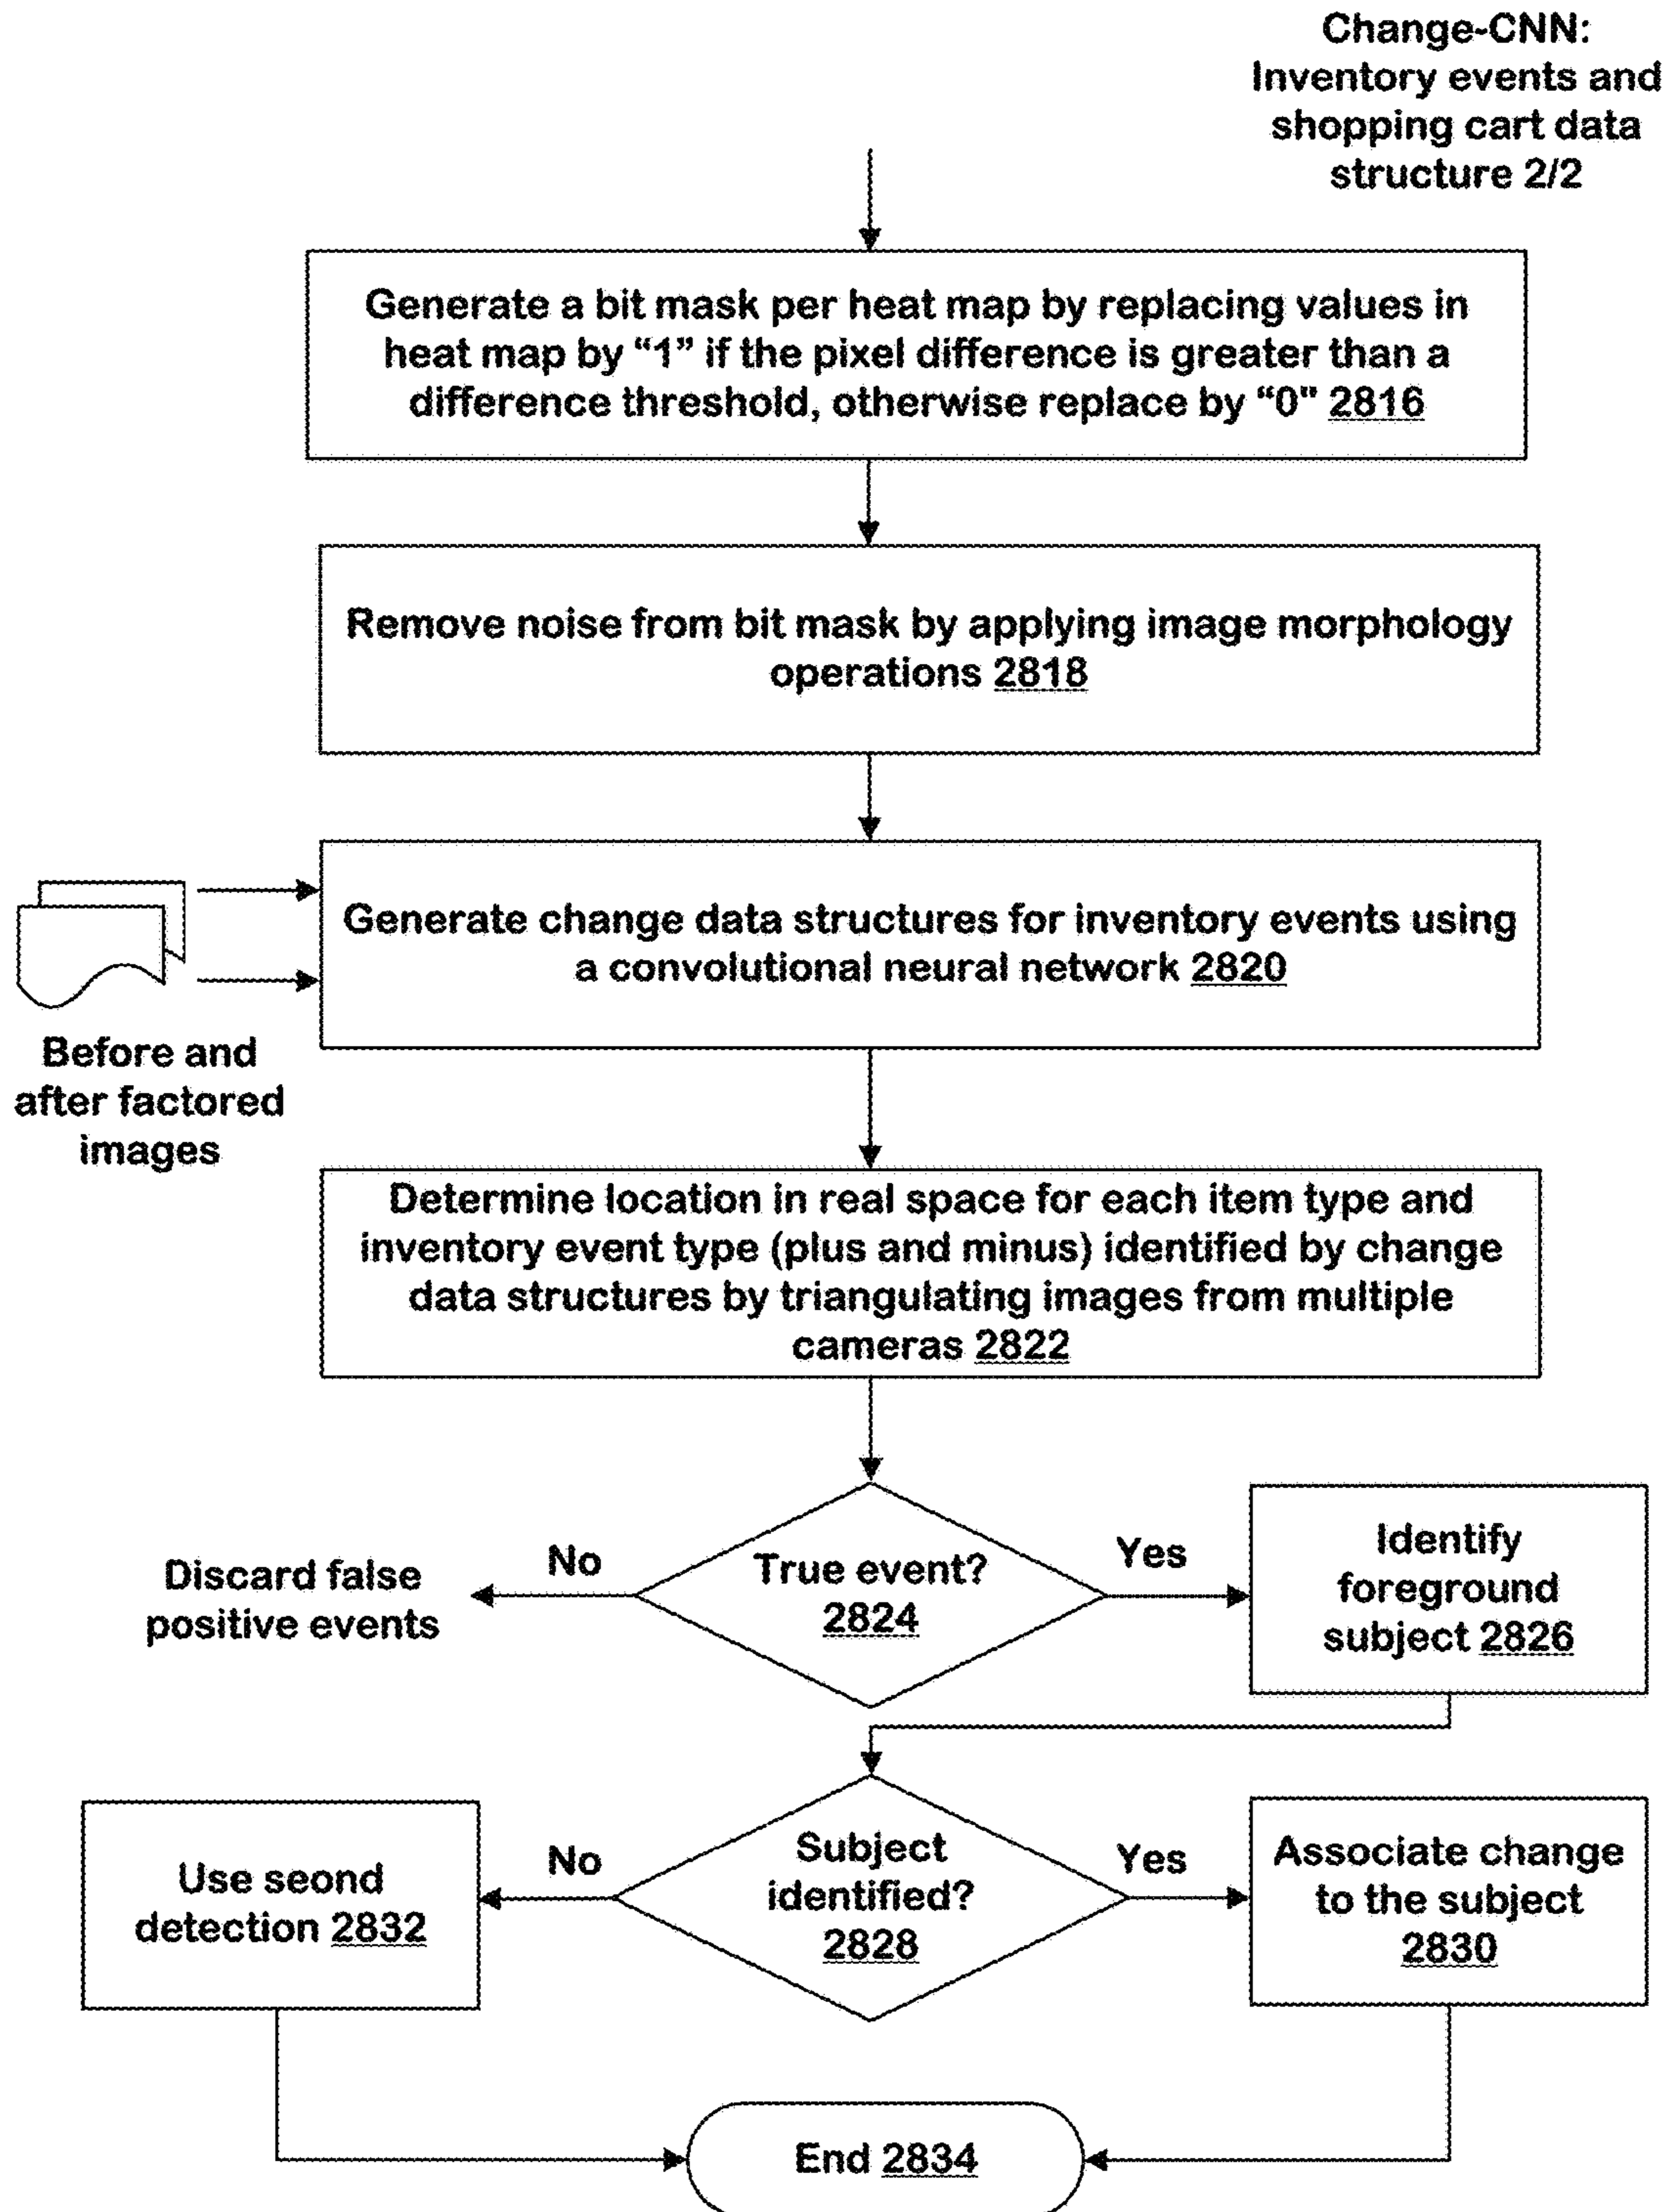 Change-CNN:
Inventory events and
shopping cart data
structure 2/2
Generate a bit mask per heat map by replacing values in
heat map by “1” if the pixel difference is greater than a
difference threshold, otherwise replace by “0" 2816
Remove noise from bit mask by applying image morphology
operations 2818
Generate change data structures for inventory events using
a convolutional neural network 2820
Before and
after factored
images
Determine location in real space for each item type and
inventory event type (plus and minus) identified by change
data structures by triangulating images from multiple
cameras 2822
True event?
2824
No
Discard false
positive events
Yes
Identify
foreground
subject 2826
Subject
identified?
2828
No
Use seond
detection 2832
Yes
Associate change
to the subject
2830
End 2834